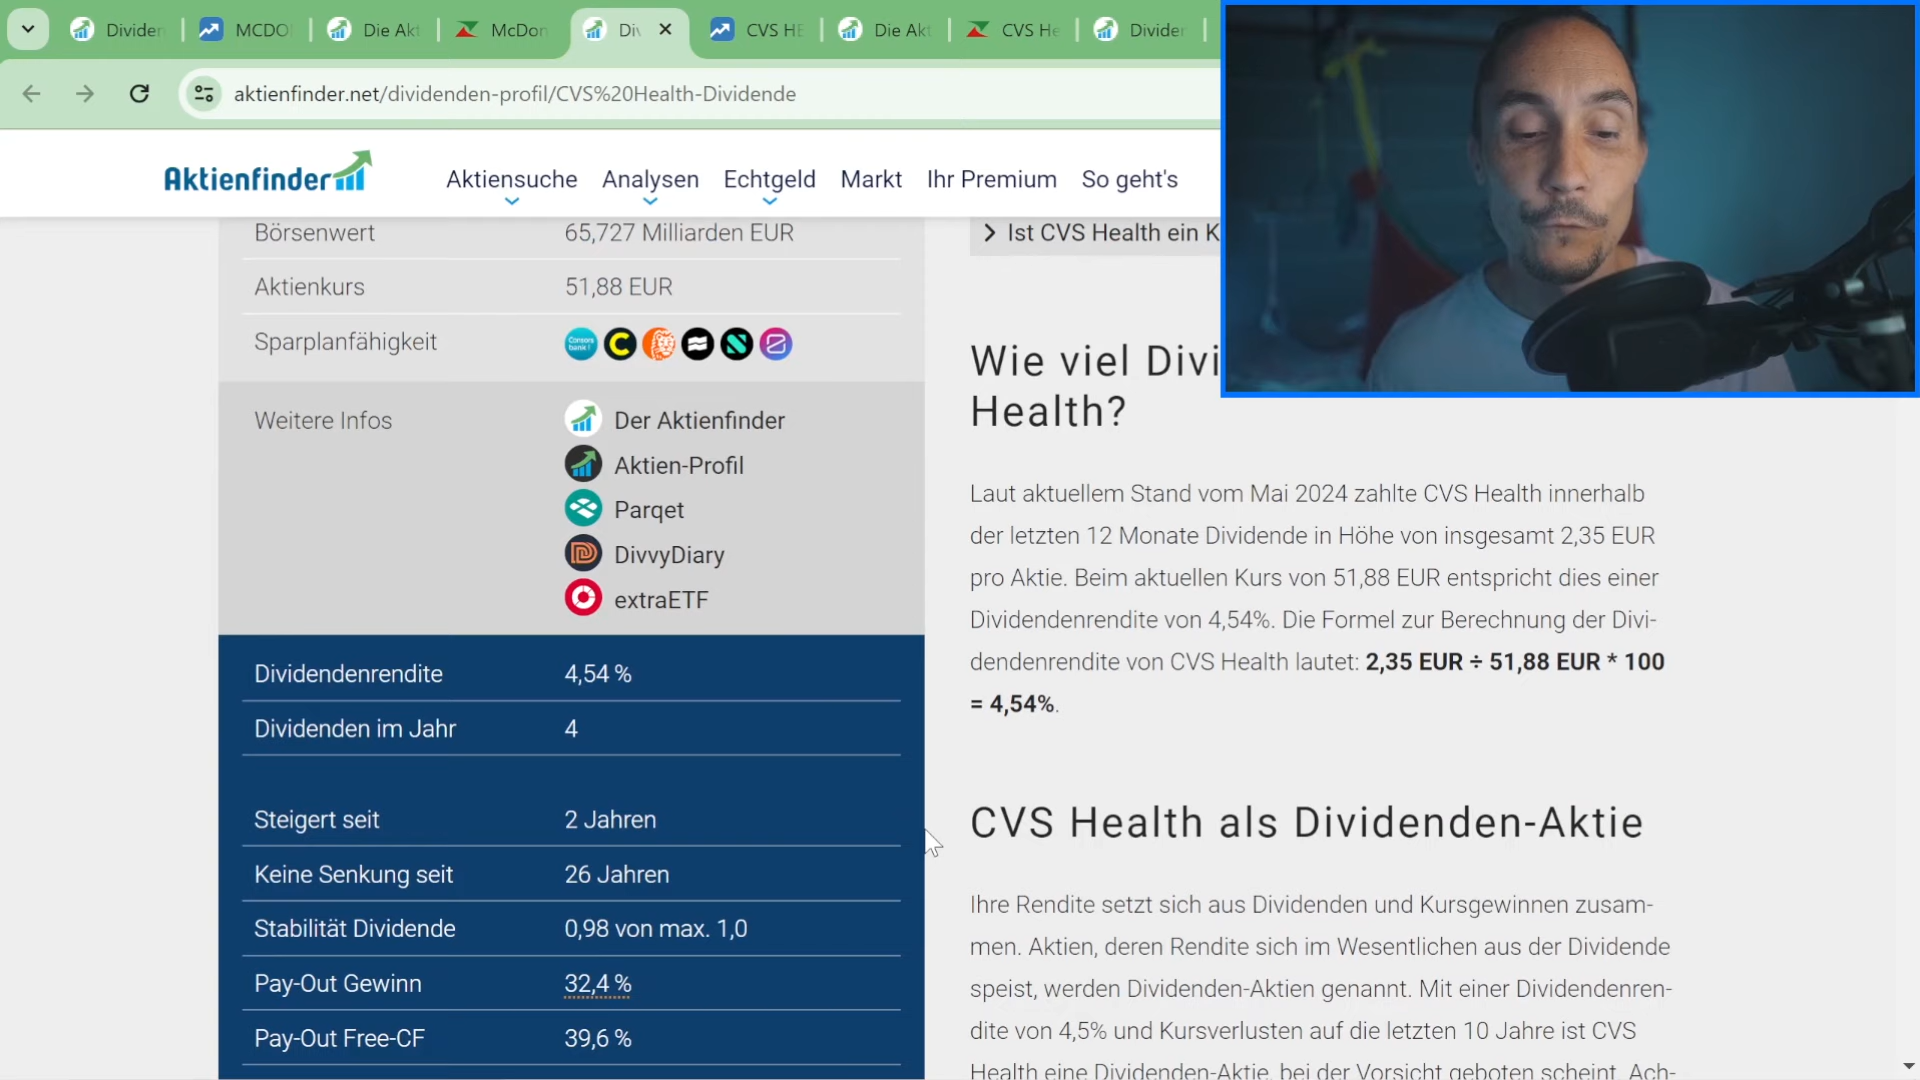 Divider
MCDO
Die Akt
McDon
Div
CVS HE
Die Akt
CVS He
Divider
aktienfinder.net/dividenden-profil/CVS%20Health-Dividende
Aktienfinder
Aktiensuche
Analysen
Echtgeld
Markt
Ihr Premium
So geht's
Börsenwert 65,727 Milliarden EUR
Aktienkurs 51,88 EUR
Sparplanfähigkeit
Weitere Infos
Der Aktienfinder
Aktien-Profil
Parqet
DivvyDiary
extraETF
Dividendenrendite 4,54 %
Dividenden im Jahr 4
Steigert seit 2 Jahren
Keine Senkung seit 26 Jahren
Stabilität Dividende 0,98 von max. 1,0
Pay-Out Gewinn 32,4 %
Pay-Out Free-CF 39,6 %
Ist CVS Health ein K
Wie viel Divi
Health?
Laut aktuellem Stand vom Mai 2024 zahlte CVS Health innerhalb
der letzten 12 Monate Dividende in Höhe von insgesamt 2,35 EUR
pro Aktie. Beim aktuellen Kurs von 51,88 EUR entspricht dies einer
Dividendenrendite von 4,54%. Die Formel zur Berechnung der Divi-
dendenrendite von CVS Health lautet: 2,35 EUR ÷ 51,88 EUR * 100
= 4,54%.
CVS Health als Dividenden-Aktie
Ihre Rendite setzt sich aus Dividenden und Kursgewinnen zusam-
men. Aktien, deren Rendite sich im Wesentlichen aus der Dividende
speist, werden Dividenden-Aktien genannt. Mit einer Dividendenren-
dite von 4,5% und Kursverlusten auf die letzten 10 Jahre ist CVS
Health eine Dividenden-Aktie, bei der Vorsicht geboten scheint. Ach-